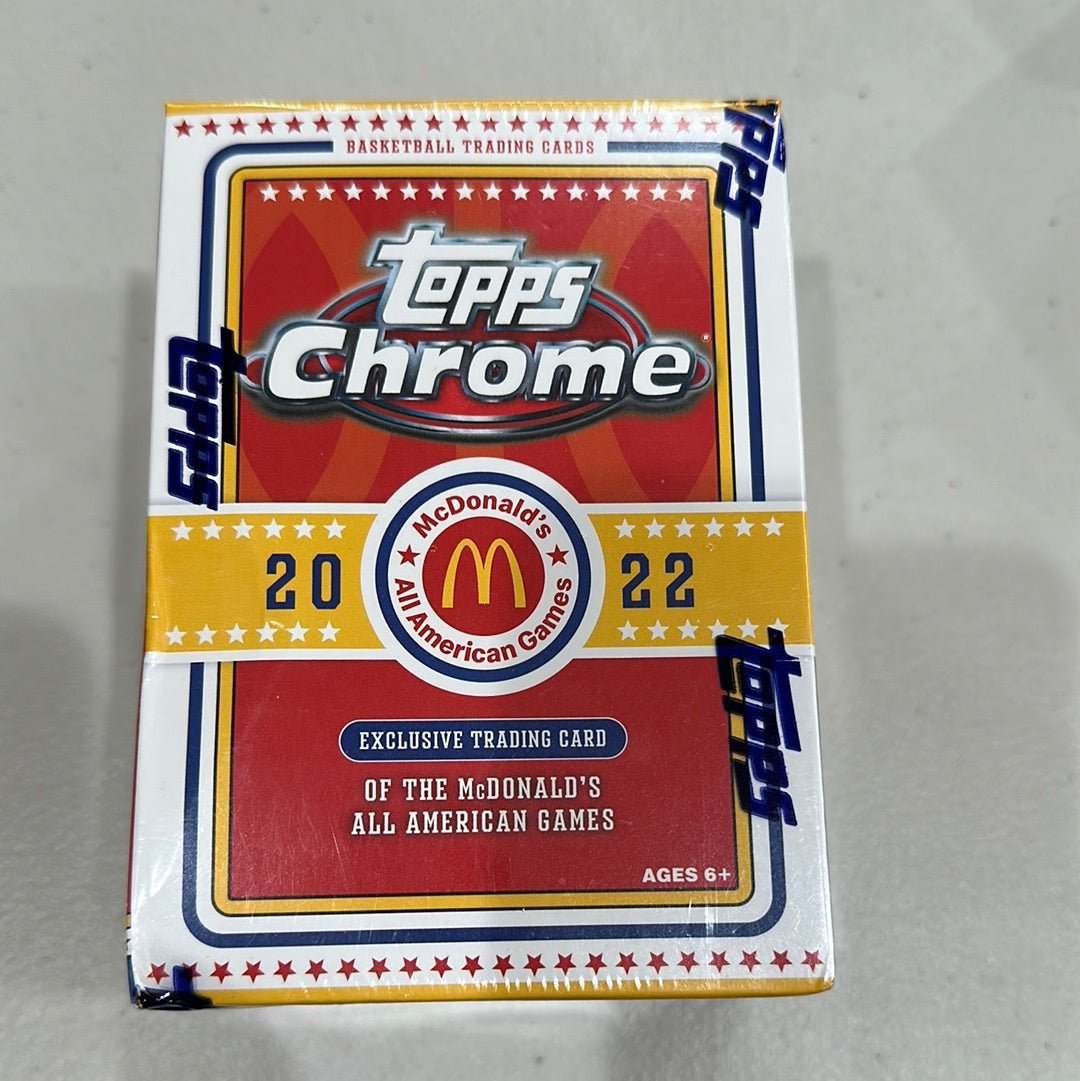 BASKETBALL TRADING CARDS
topps
topps
Chrome®
topps
20 22
McDonald's
All American Games
EXCLUSIVE TRADING CARD
topps
OF THE McDONALD'S
ALL AMERICAN GAMES
AGES 6+